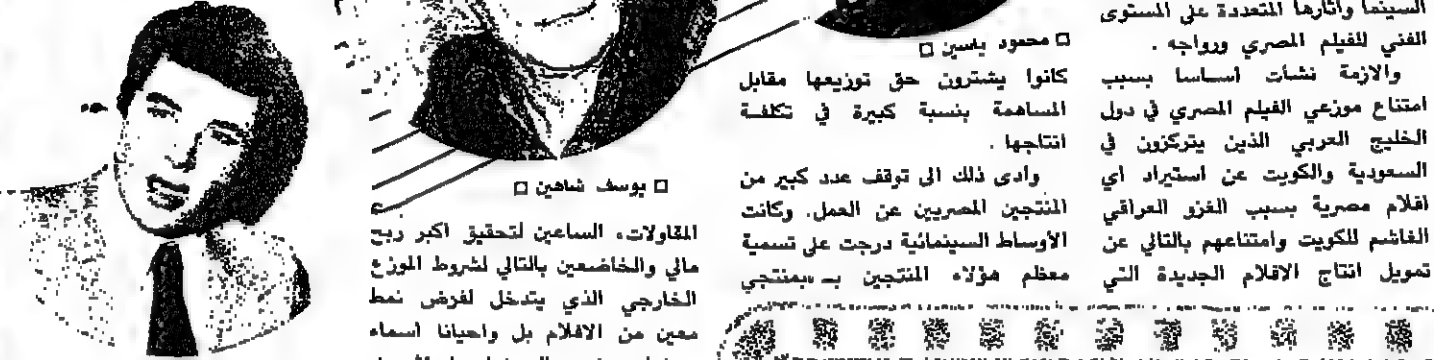 السينما واثارها المتعددة على المستوى
الفني للفيلم المصري ورواجه .
والازمة نشأت اساسا بسبب
امتناع موزعي الفيلم المصري في دول
الخليج العربي الذين يتركزون في
السعودية والكويت عن استيراد اي
افلام مصرية بسبب الغزو العراقي
الغاشم للكويت وامتناعهم بالتالي عن
تمويل انتاج الافلام الجديدة التي
□ محمود ياسين □
كانوا يشترون حق توزيعها مقابل
المساهمة بنسبة كبيرة في تكلفة
انتاجها .
وادى ذلك الى توقف عدد كبير من
المنتجين المصريين عن العمل. وكانت
الأوساط السينمائية درجت على تسمية
معظم هؤلاء المنتجين بـ «بمنتجي
□ يوسف شاهين □
المقاولات» الساعين لتحقيق اكبر ربح
مالي والخاضعين بالتالي لشروط الموزع
الخارجي الذي يتدخل لفرض نمط
معين من الافلام بل واحيانا اسماء